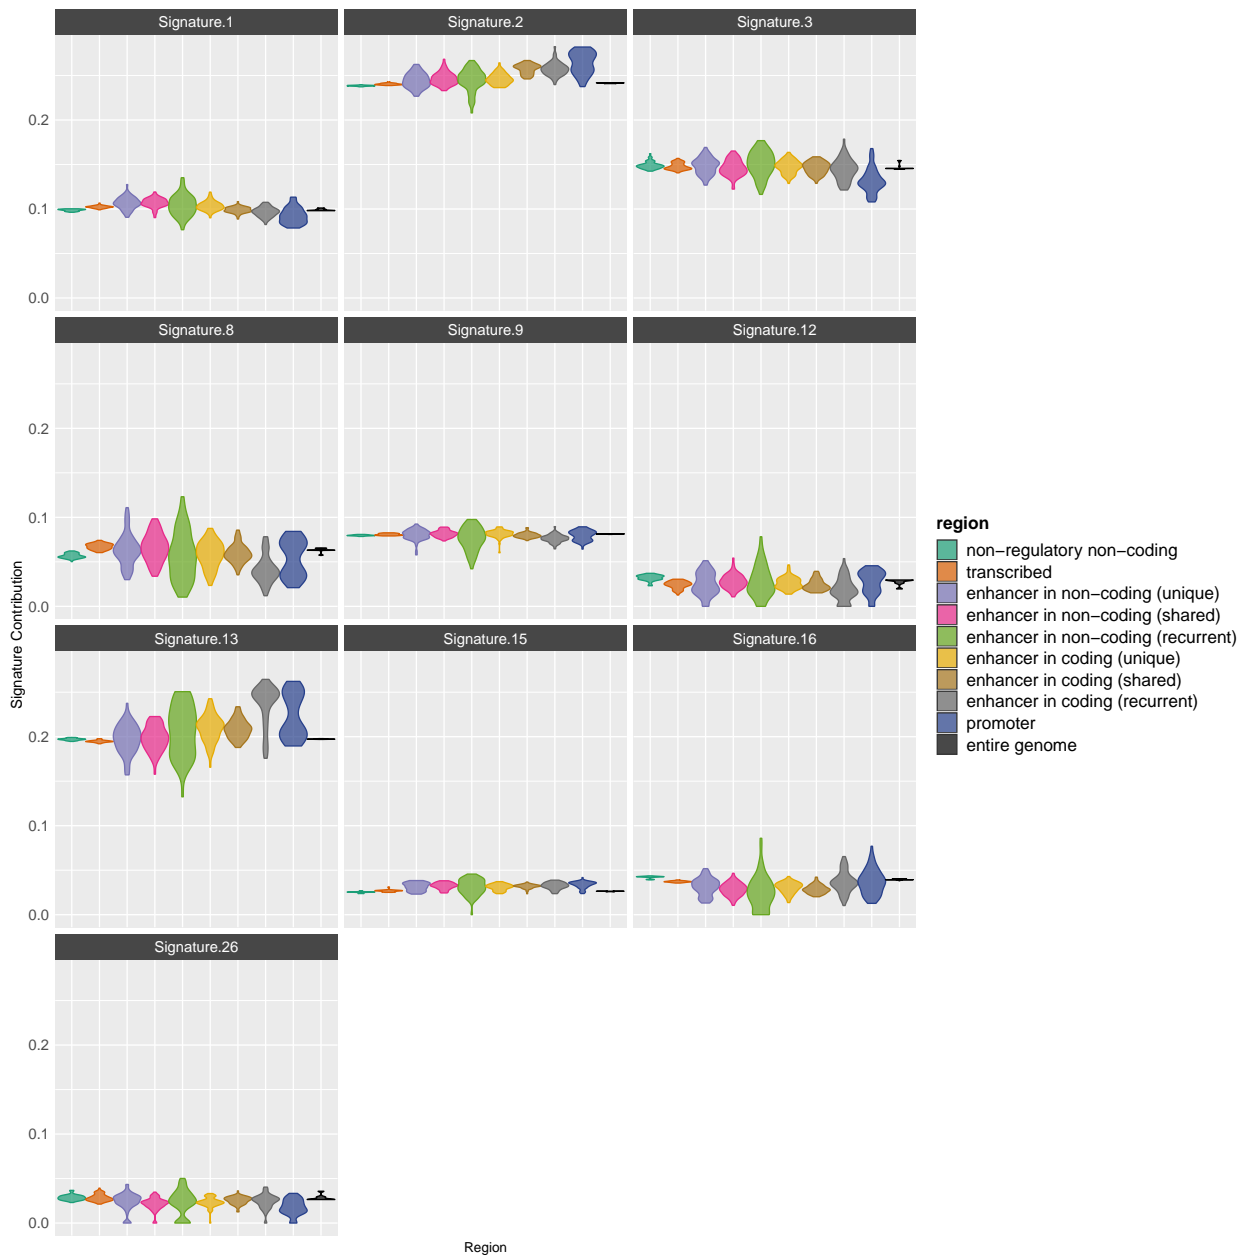 Signature.1
Signature.2
Signature.3
0.2
0.1
0.0
Signature.8
Signature.9
Signature.12
0.2
0.1
0.0
Signature.13
Signature.15
Signature.16
0.2
0.1
0.0
Signature.26
0.2
0.1
0.0
Signature Contribution
Region
region
non−regulatory non−coding
transcribed
enhancer in non−coding (unique)
enhancer in non−coding (shared)
enhancer in non−coding (recurrent)
enhancer in coding (unique)
enhancer in coding (shared)
enhancer in coding (recurrent)
promoter
entire genome